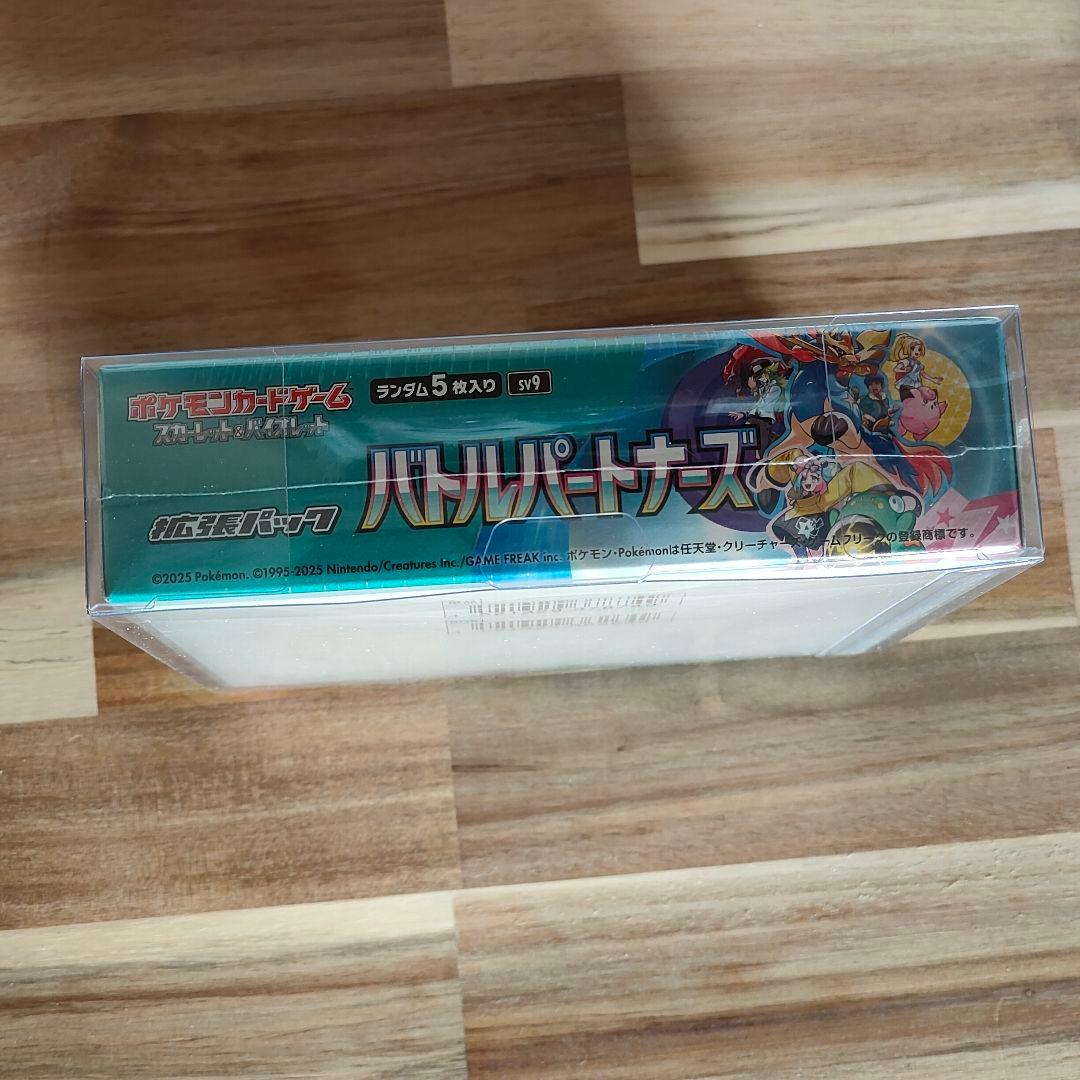 ポケモンカードゲーム
スカーレット&バイオレット
ランダム5枚入り
SV9
拡張パック
バトルパートナーズ
©2025 Pokémon. ©1995-2025 Nintendo/Creatures Inc./GAME FREAK inc. ポケモン・Pokémonは任天堂・クリーチャーズ・ゲームフリークの登録商標です。